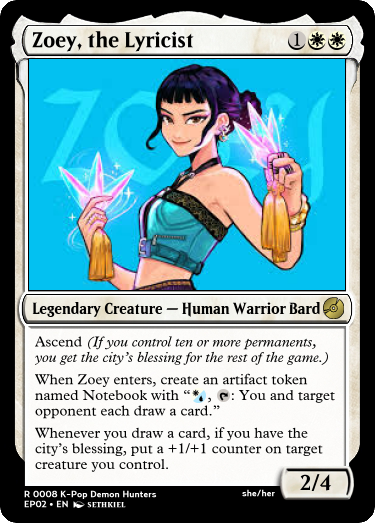 Zoey, the Lyricist 1
ZOEY
Legendary Creature — Human Warrior Bard
Ascend (If you control ten or more permanents,
you get the city's blessing for the rest of the game.)
When Zoey enters, create an artifact token
named Notebook with “ , : You and target
opponent each draw a card.”
Whenever you draw a card, if you have the
city's blessing, put a +1/+1 counter on target
creature you control.
2/4
R 0008 K-Pop Demon Hunters she/her
EP02 • EN SETHKIEL